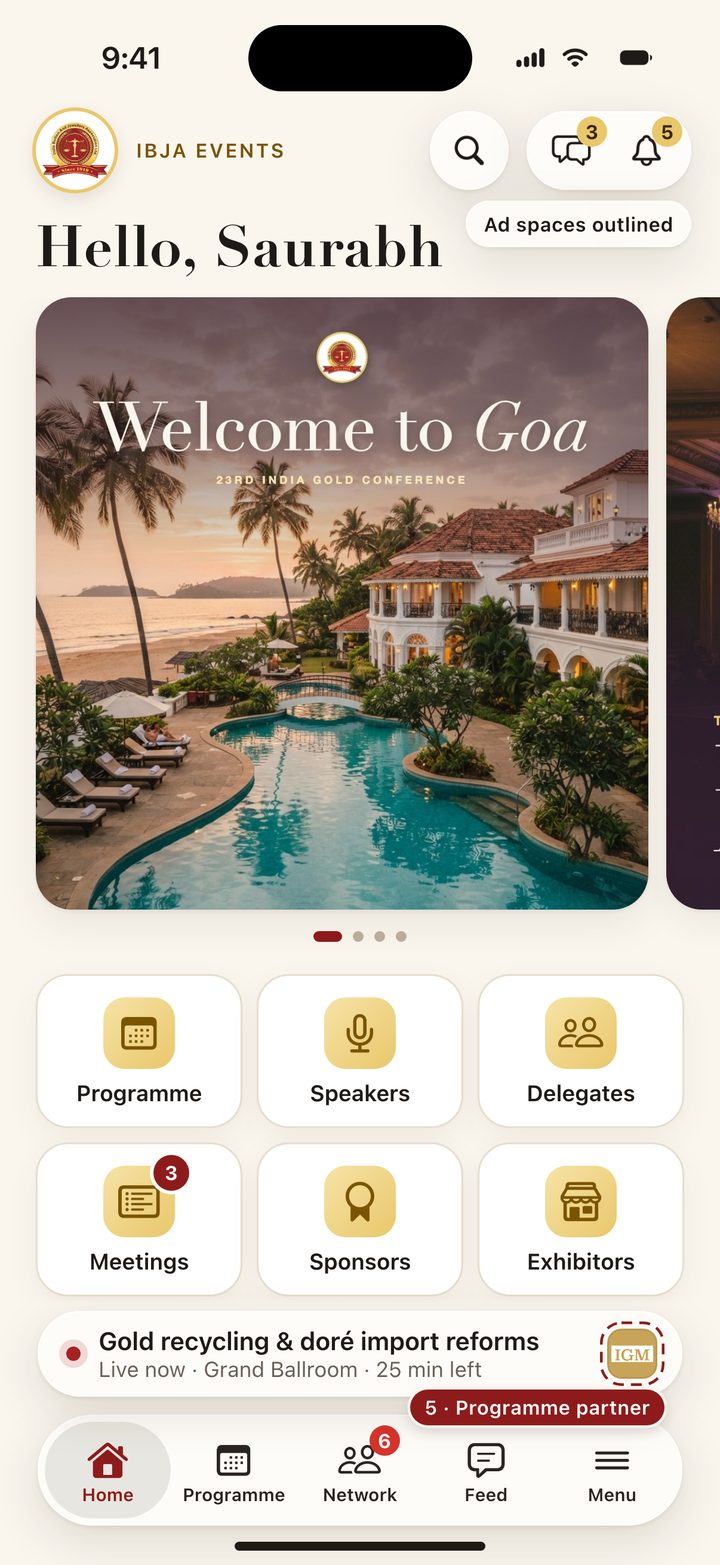 9:41
IBJA EVENTS
3
5
Ad spaces outlined
Hello, Saurabh
Welcome to Goa
23RD INDIA GOLD CONFERENCE
Programme
Speakers
Delegates
3
Meetings
Sponsors
Exhibitors
Gold recycling & doré import reforms
Live now · Grand Ballroom · 25 min left
IGM
5 · Programme partner
6
Home
Programme
Network
Feed
Menu